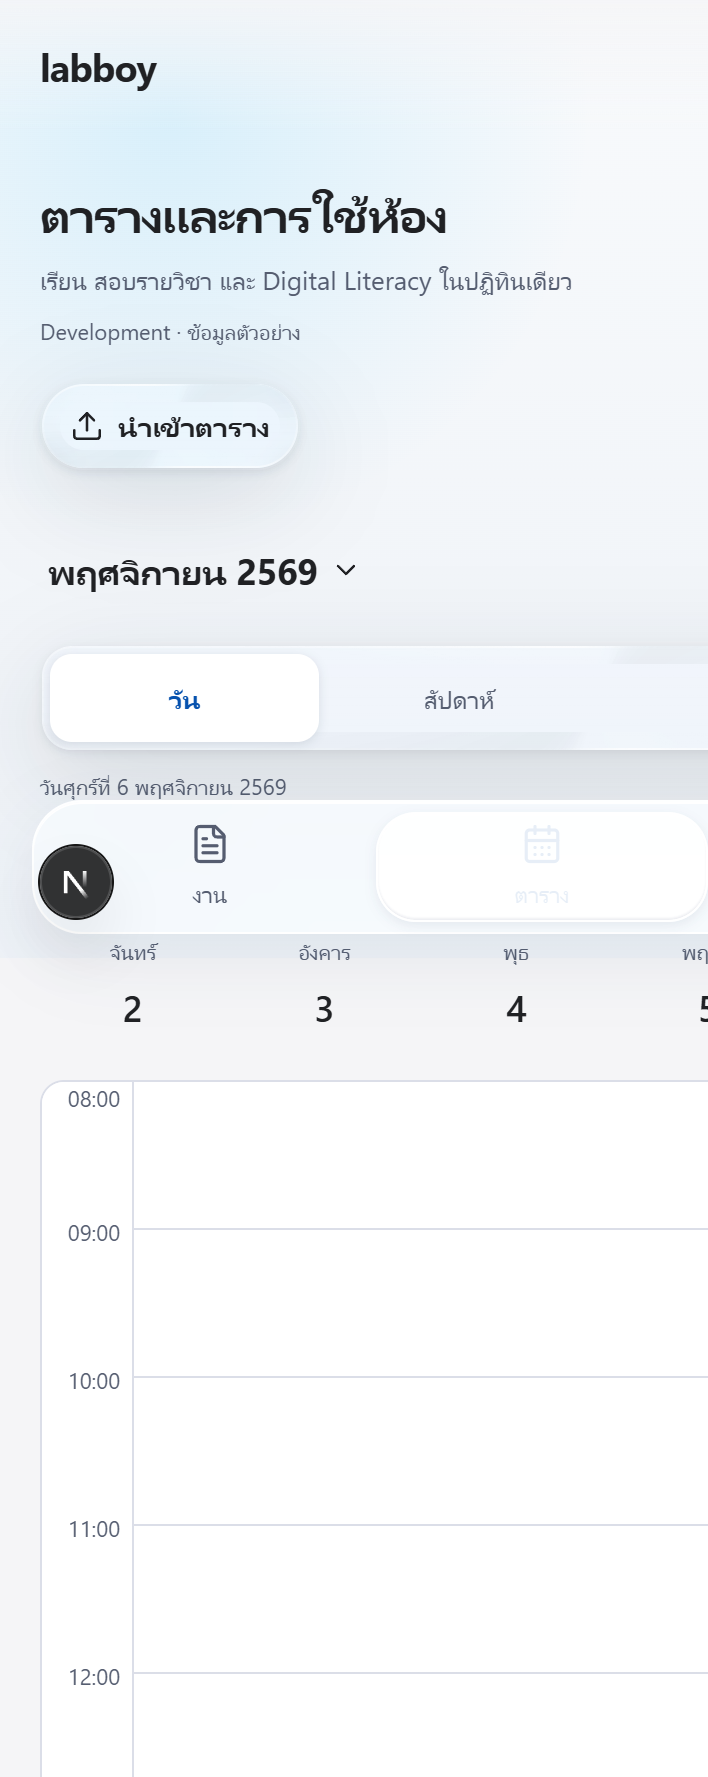 labboy
ตารางและการใช้ห้อง
เรียน สอบรายวิชา และ Digital Literacy ในปฏิทินเดียว
Development · ข้อมูลตัวอย่าง
นำเข้าตาราง
พฤศจิกายน 2569
วัน สัปดาห์
วันศุกร์ที่ 6 พฤศจิกายน 2569
N
งาน ตาราง
จันทร์ อังคาร พุธ
2 3 4 5
08:00
09:00
10:00
11:00
12:00